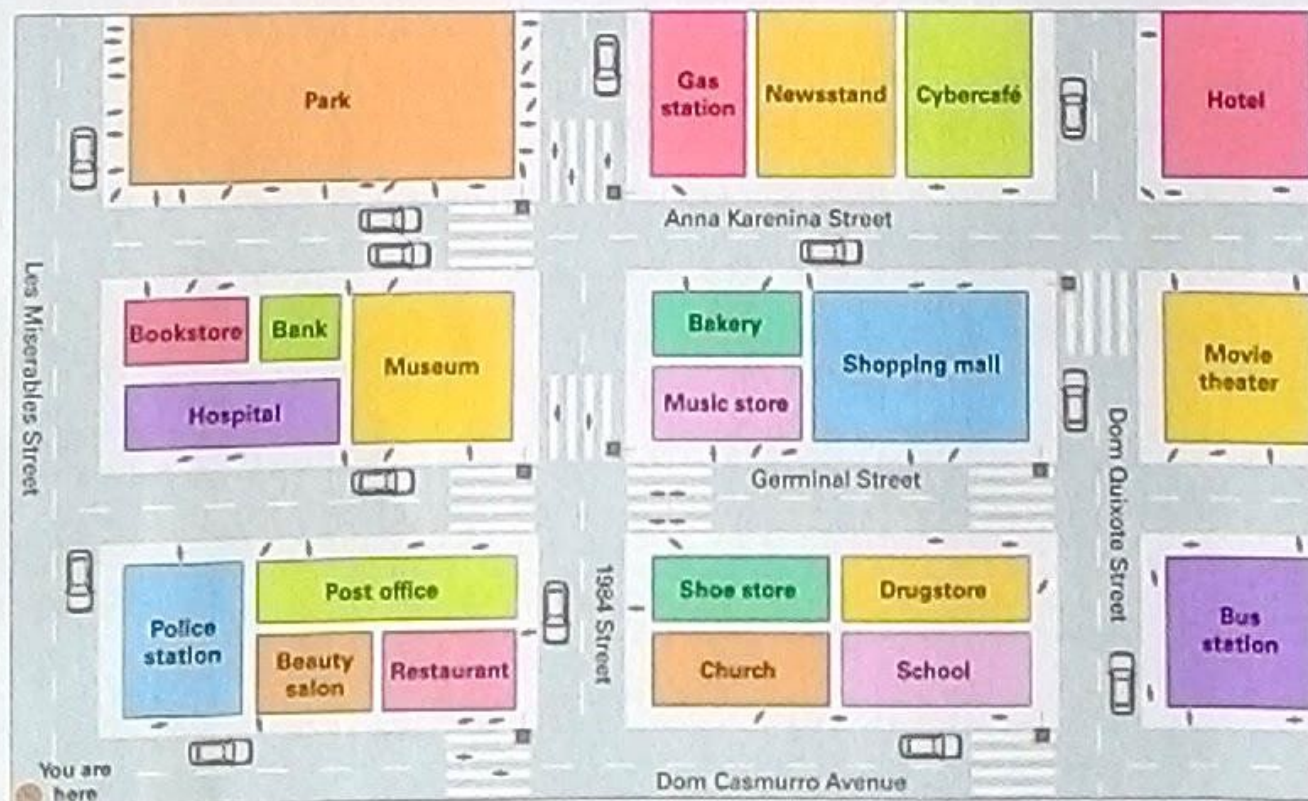 Park
Gas
station
Newsstand
Cybercafé
Hotel
Anna Karenina Street
Les Miserables Street
Bookstore
Bank
Museum
Hospital
Bakery
Music store
Shopping mall
Movie
theater
Germinal Street
Dom Quixote Street
Police
station
Post office
Beauty
salon
Restaurant
1984 Street
Shoe store
Drugstore
Church
School
Bus
station
You are
here
Dom Casmurro Avenue